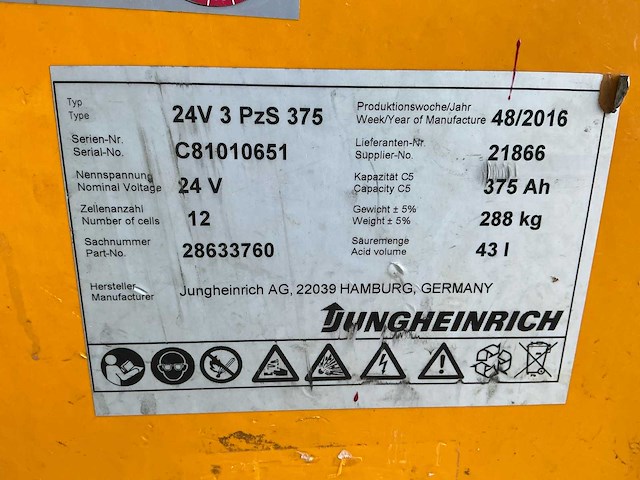 Typ
Type 24V 3 PzS 375
Serien-Nr.
Serial-No. C81010651
Nennspannung
Nominal Voltage 24 V
Zellenanzahl
Number of cells 12
Sachnummer
Part-No. 28633760
Produktionswoche/Jahr
Week/Year of Manufacture 48/2016
Lieferanten-Nr.
Supplier-No. 21866
Kapazität C5
Capacity C5 375 Ah
Gewicht ± 5%
Weight ± 5% 288 kg
Säuremenge
Acid volume 43 l
Hersteller
Manufacturer Jungheinrich AG, 22039 HAMBURG, GERMANY
JUNGHEINRICH